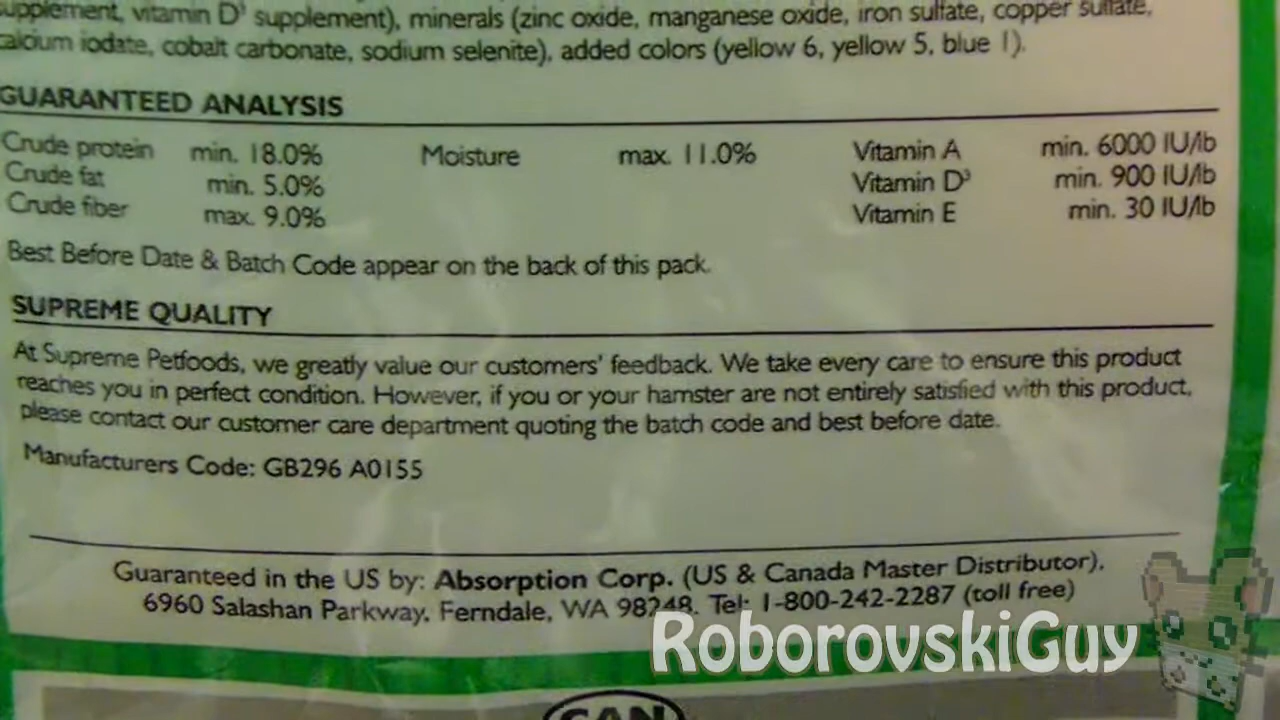 supplement, vitamin D³ supplement), minerals (zinc oxide, manganese oxide, iron sulfate, copper sulfate,
calcium iodate, cobalt carbonate, sodium selenite), added colors (yellow 6, yellow 5, blue 1).
GUARANTEED ANALYSIS
Crude protein min. 18.0% Moisture max. 11.0% Vitamin A min. 6000 IU/lb
Crude fat min. 5.0% Vitamin D³ min. 900 IU/lb
Crude fiber max. 9.0% Vitamin E min. 30 IU/lb
Best Before Date & Batch Code appear on the back of this pack.
SUPREME QUALITY
At Supreme Petfoods, we greatly value our customers' feedback. We take every care to ensure this product
reaches you in perfect condition. However, if you or your hamster are not entirely satisfied with this product,
please contact our customer care department quoting the batch code and best before date.
Manufacturers Code: GB296 A0155
Guaranteed in the US by: Absorption Corp. (US & Canada Master Distributor),
6960 Salashan Parkway, Ferndale, WA 98248. Tel: 1-800-242-2287 (toll free)
RoborovskiGuy
CAN